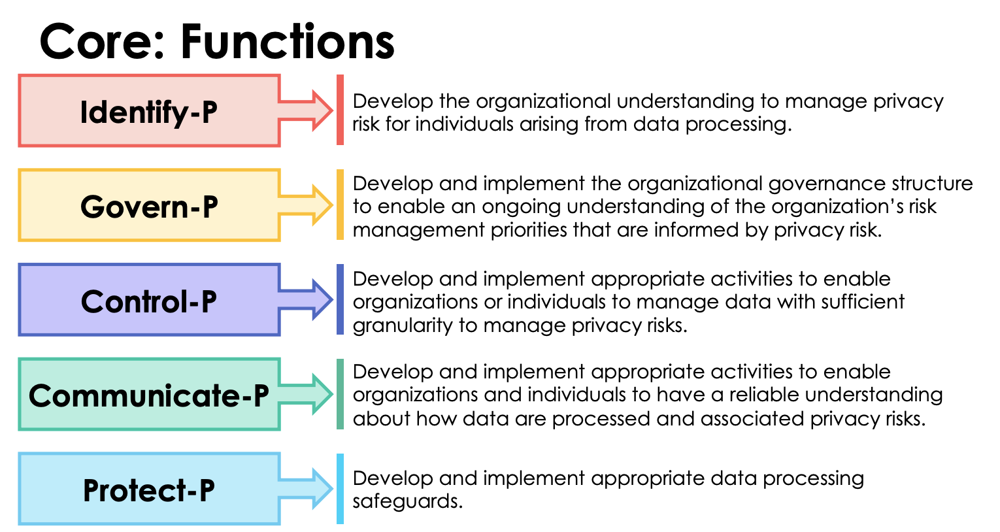 Core: Functions
Identify-P
Develop the organizational understanding to manage privacy
risk for individuals arising from data processing.
Govern-P
Develop and implement the organizational governance structure
to enable an ongoing understanding of the organization’s risk
management priorities that are informed by privacy risk.
Control-P
Develop and implement appropriate activities to enable
organizations or individuals to manage data with sufficient
granularity to manage privacy risks.
Communicate-P
Develop and implement appropriate activities to enable
organizations and individuals to have a reliable understanding
about how data are processed and associated privacy risks.
Protect-P
Develop and implement appropriate data processing
safeguards.